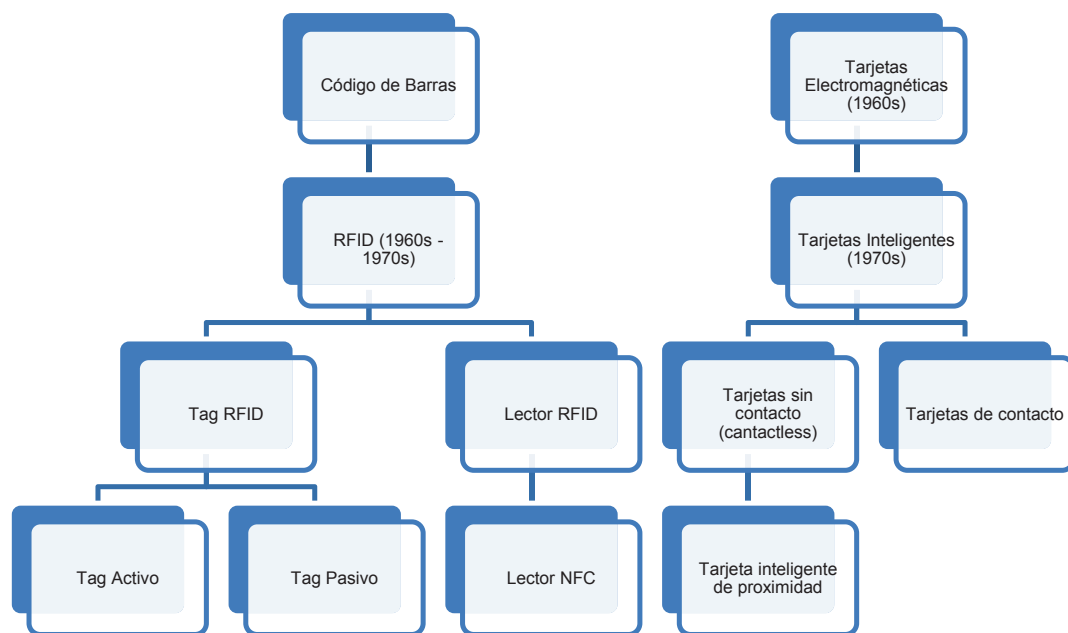 Código de Barras
Tarjetas
Electromagnéticas
(1960s)
RFID (1960s -
1970s)
Tarjetas Inteligentes
(1970s)
Tag RFID
Lector RFID
Tarjetas sin
contacto
(cantactless)
Tarjetas de contacto
Tag Activo
Tag Pasivo
Lector NFC
Tarjeta inteligente
de proximidad